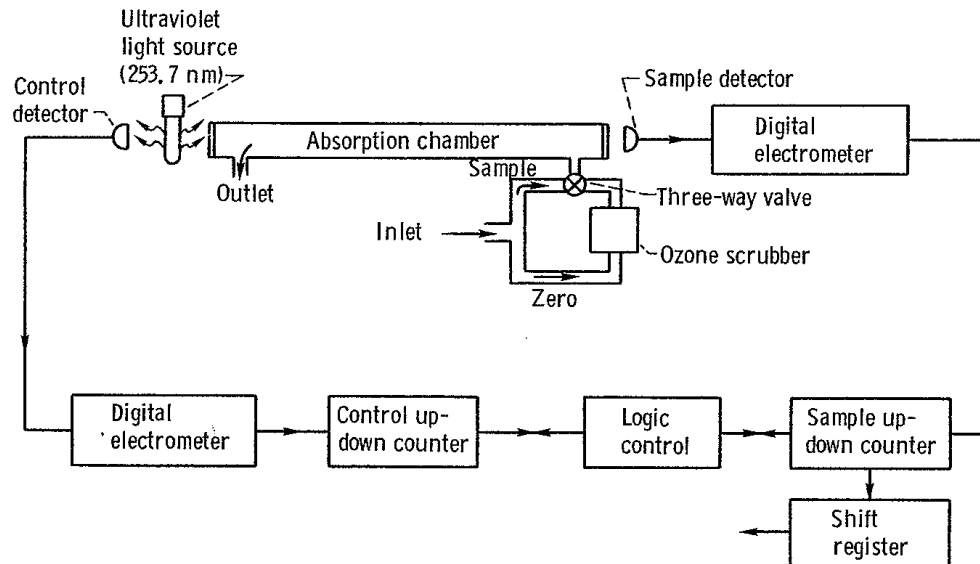 Ultraviolet
light source
(253.7 nm)
Control
detector
Sample detector
Absorption chamber
Digital
electrometer
Outlet
Sample
Three-way valve
Inlet
Ozone scrubber
Zero
Digital
electrometer
Control up-
down counter
Logic
control
Sample up-
down counter
Shift
register